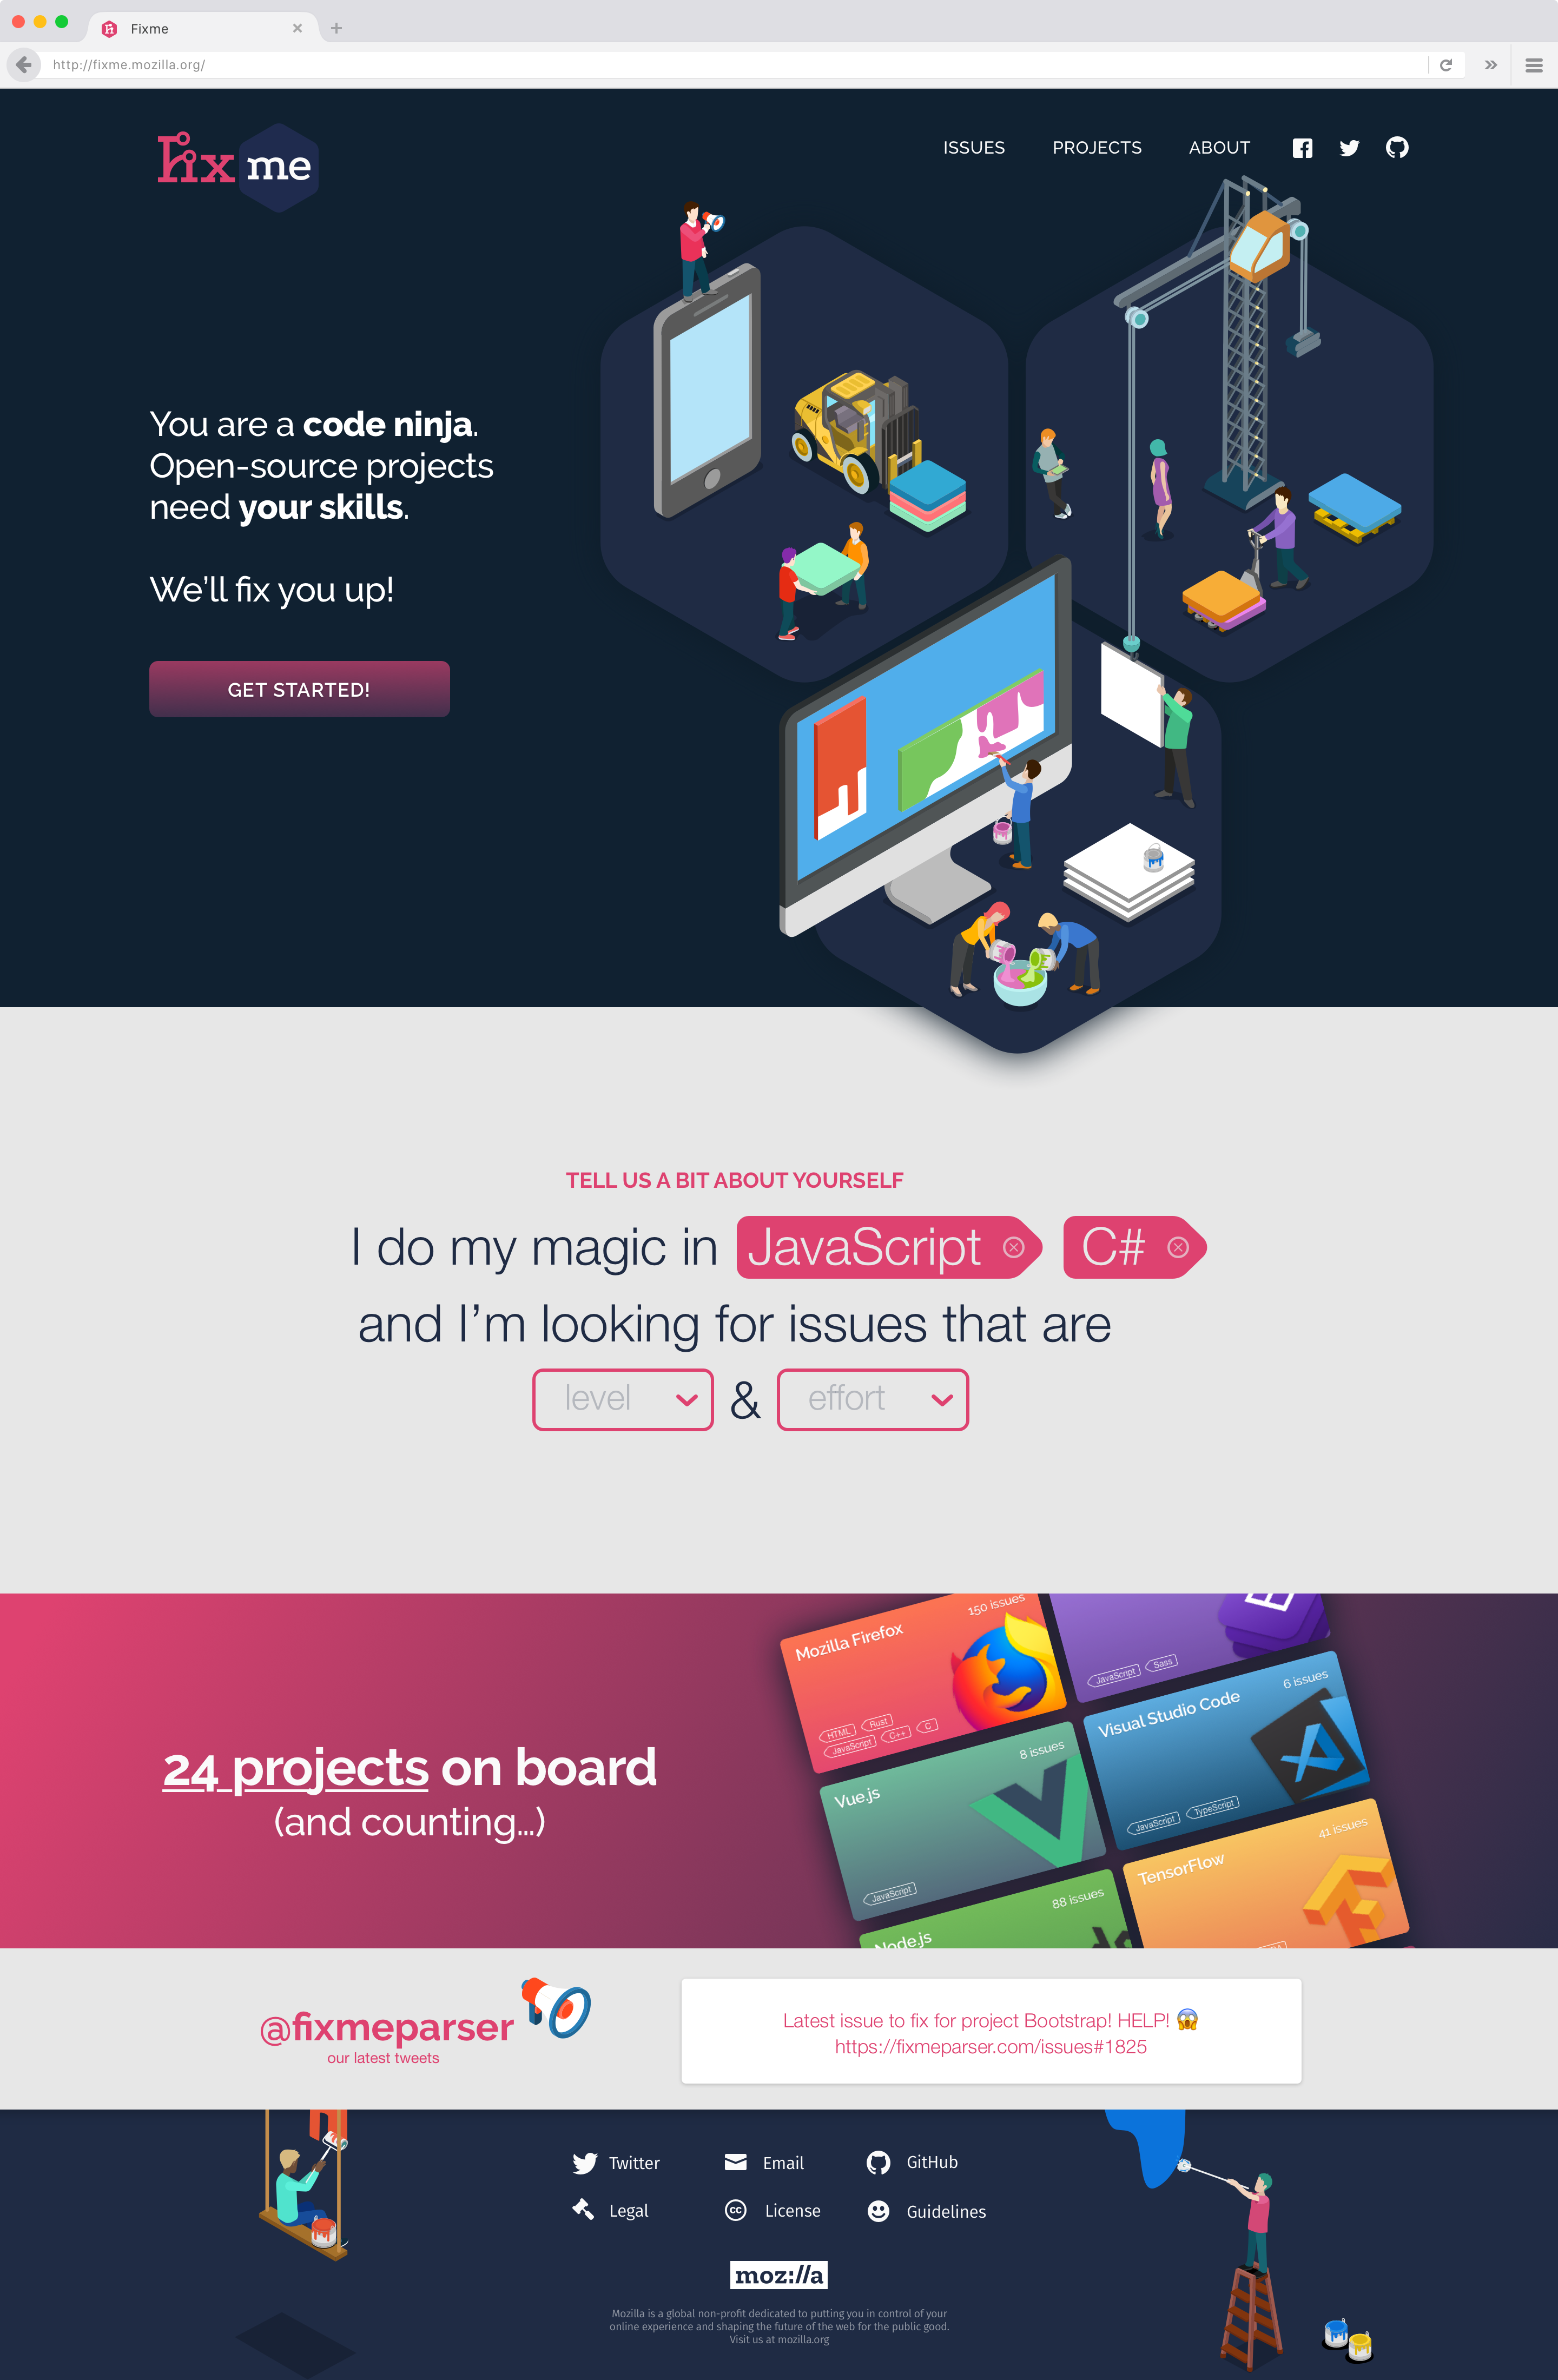 Fixme
http://fixme.mozilla.org/
Fix me
ISSUES PROJECTS ABOUT
You are a code ninja.
Open-source projects
need your skills.
We’ll fix you up!
GET STARTED!
TELL US A BIT ABOUT YOURSELF
I do my magic in JavaScript C#
and I’m looking for issues that are
level & effort
24 projects on board
(and counting...)
Mozilla Firefox
150 issues
HTML Rust
JavaScript C++ C
JavaScript Sass
Vue.js
8 issues
JavaScript
Visual Studio Code
6 issues
JavaScript TypeScript
Node.js
88 issues
TensorFlow
41 issues
@fixmeparser
our latest tweets
Latest issue to fix for project Bootstrap! HELP! 😱
https://fixmeparser.com/issues#1825
Twitter Email GitHub
Legal License Guidelines
moz://a
Mozilla is a global non-profit dedicated to putting you in control of your
online experience and shaping the future of the web for the public good.
Visit us at mozilla.org